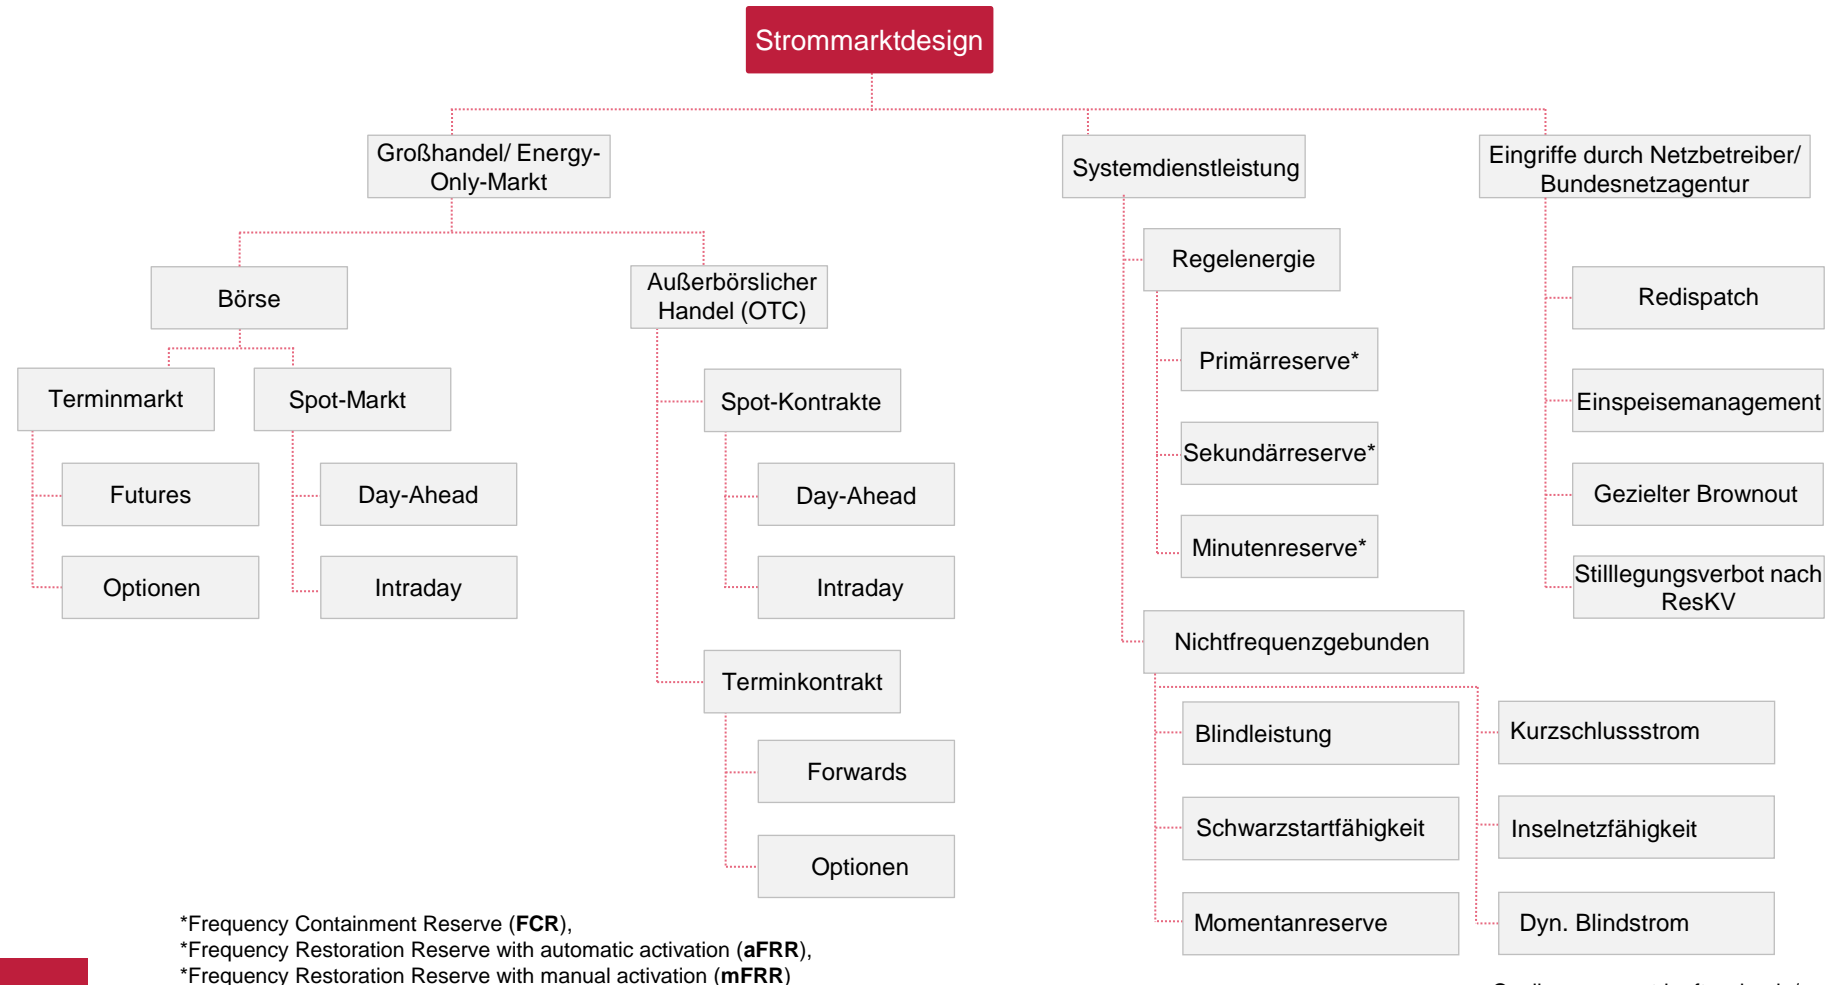 Strommarktdesign
Großhandel/ Energy-
Only-Markt
Systemdienstleistung
Eingriffe durch Netzbetreiber/
Bundesnetzagentur
Börse
Außerbörslicher
Handel (OTC)
Terminmarkt
Spot-Markt
Futures
Day-Ahead
Optionen
Intraday
Spot-Kontrakte
Day-Ahead
Intraday
Terminkontrakt
Forwards
Optionen
Regelenergie
Primärreserve*
Sekundärreserve*
Minutenreserve*
Nichtfrequenzgebunden
Blindleistung
Kurzschlussstrom
Schwarzstartfähigkeit
Inselnetzfähigkeit
Momentanreserve
Dyn. Blindstrom
Redispatch
Einspeisemanagement
Gezielter Brownout
Stilllegungsverbot nach
ResKV
*Frequency Containment Reserve (FCR),
*Frequency Restoration Reserve with automatic activation (aFRR),
*Frequency Restoration Reserve with manual activation (mFRR)